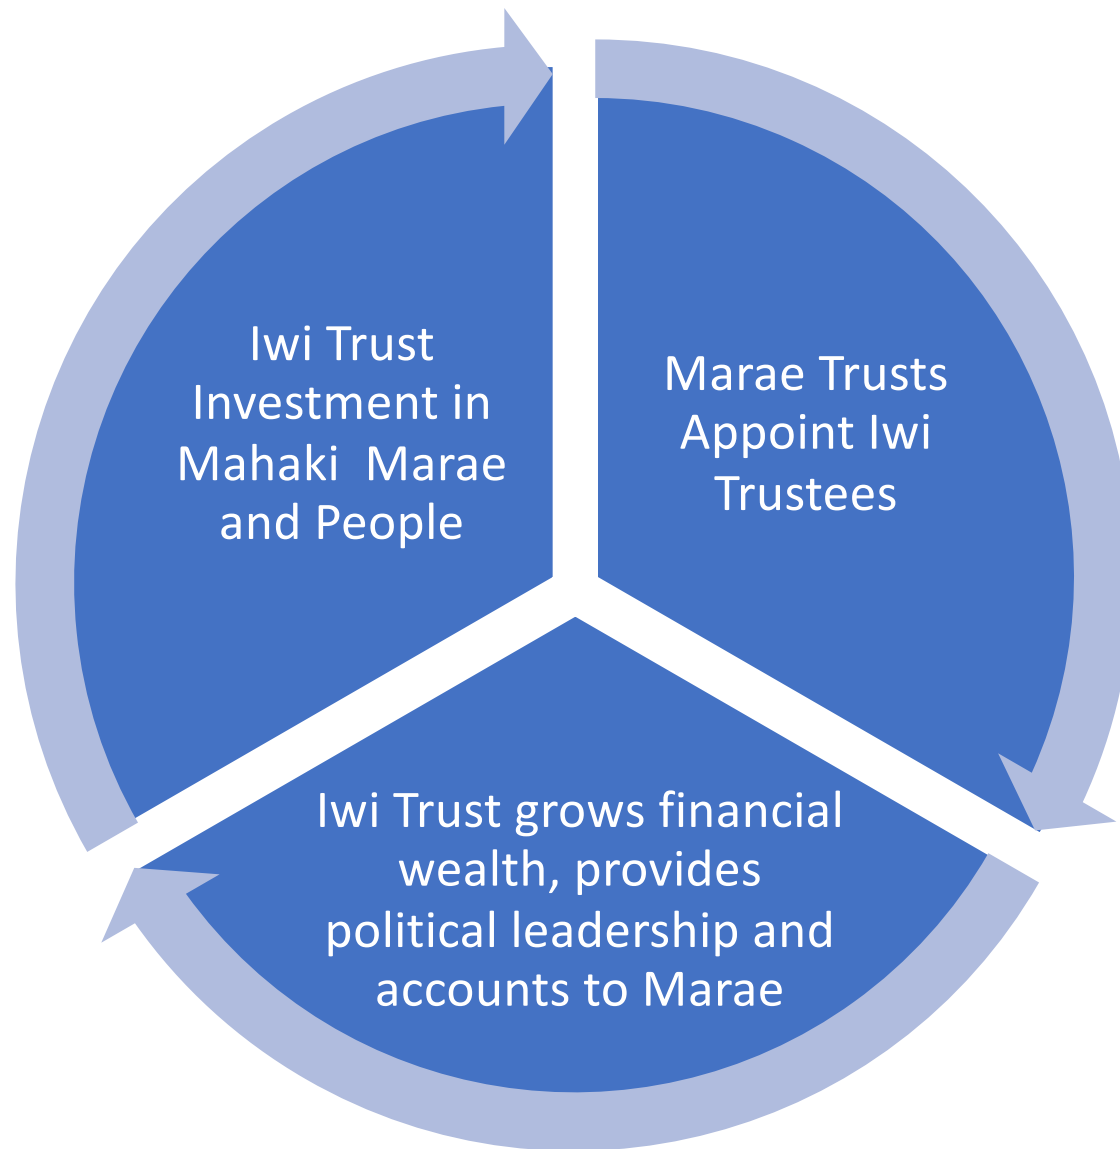 Iwi Trust
Investment in
Mahaki  Marae
and People
Marae Trusts
Appoint Iwi
Trustees
Iwi Trust grows financial
wealth, provides
political leadership and
accounts to Marae